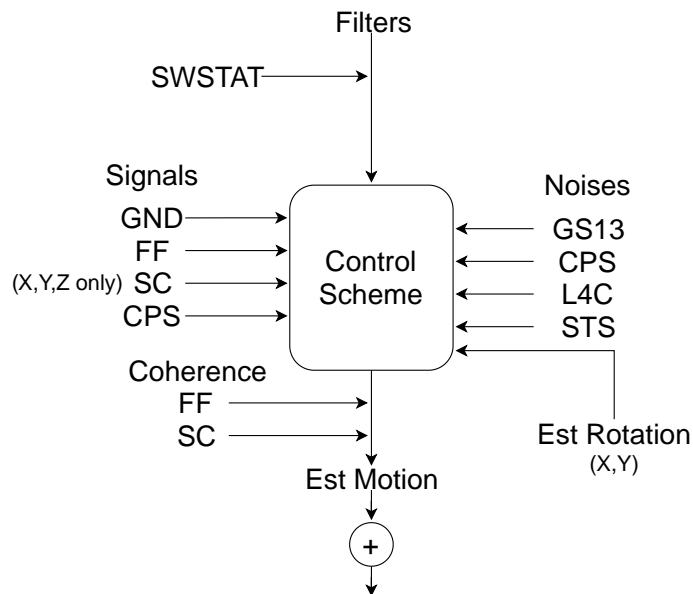 Filters
SWSTAT
Signals
GND
FF
(X,Y,Z only) SC
CPS
Control
Scheme
Noises
GS13
CPS
L4C
STS
Coherence
FF
SC
Est Rotation
(X,Y)
Est Motion
+